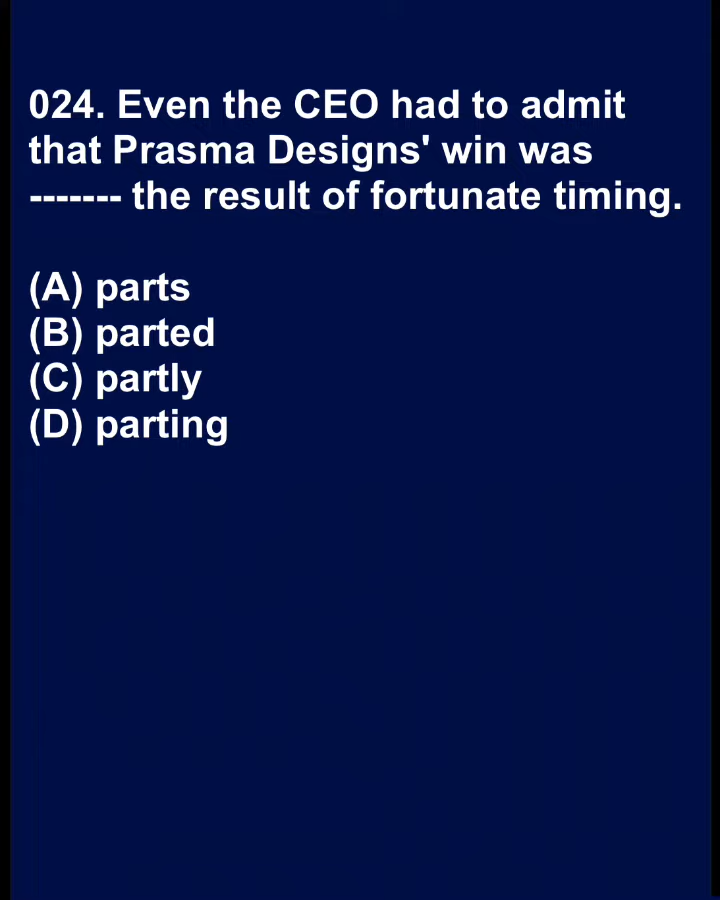 024. Even the CEO had to admit
that Prasma Designs' win was
------- the result of fortunate timing.
(A) parts
(B) parted
(C) partly
(D) parting